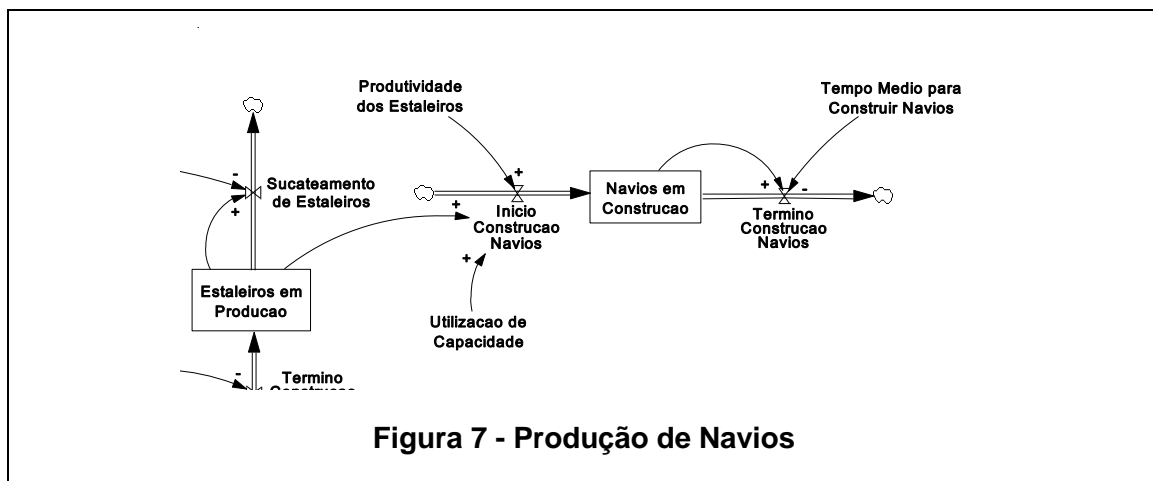 Produtividade
dos Estaleiros
Tempo Medio para
Construir Navios
-
Sucateamento
de Estaleiros
+
+
Inicio
Construcao
Navios
+
+
Navios em
Construcao
+
-
Termino
Construcao
Navios
Estaleiros em
Producao
Utilizacao de
Capacidade
-
Termino
Construcao
Figura 7 - Produção de Navios